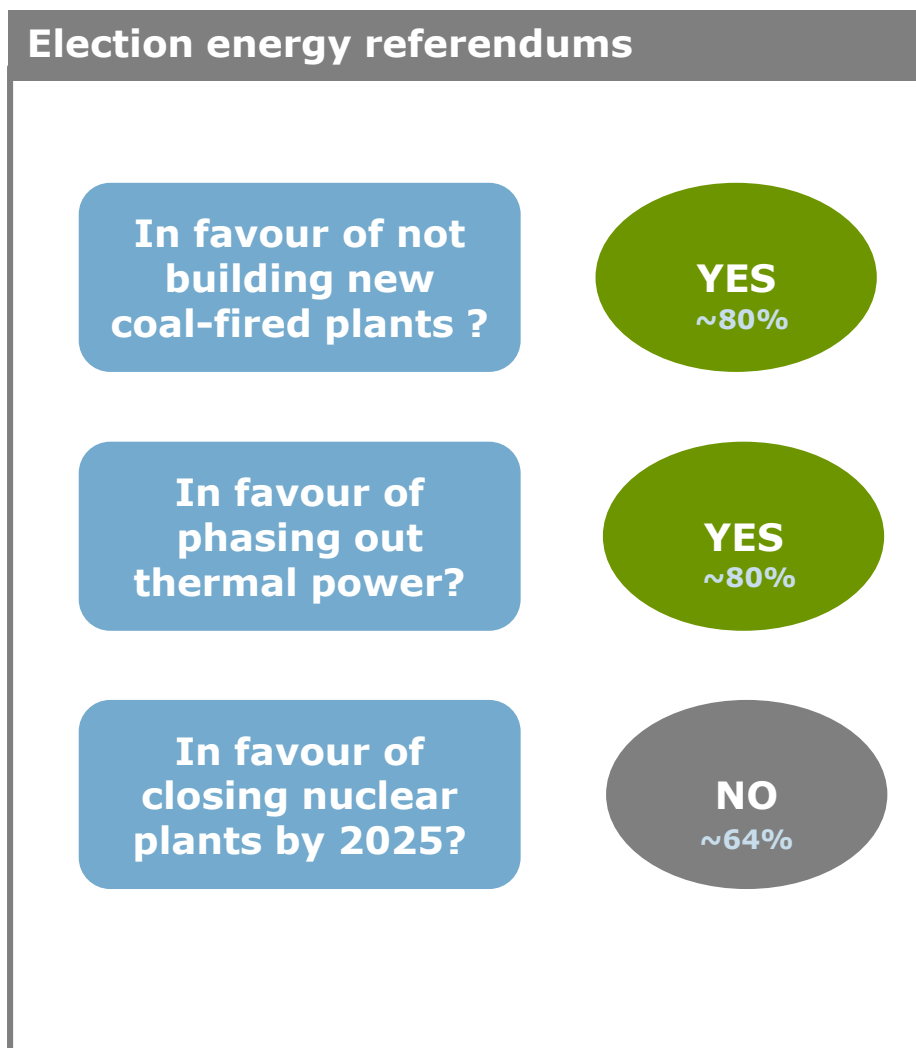 Election energy referendums
In favour of not
building new
coal-fired plants ?
YES
~80%
In favour of
phasing out
thermal power?
YES
~80%
In favour of
closing nuclear
plants by 2025?
NO
~64%